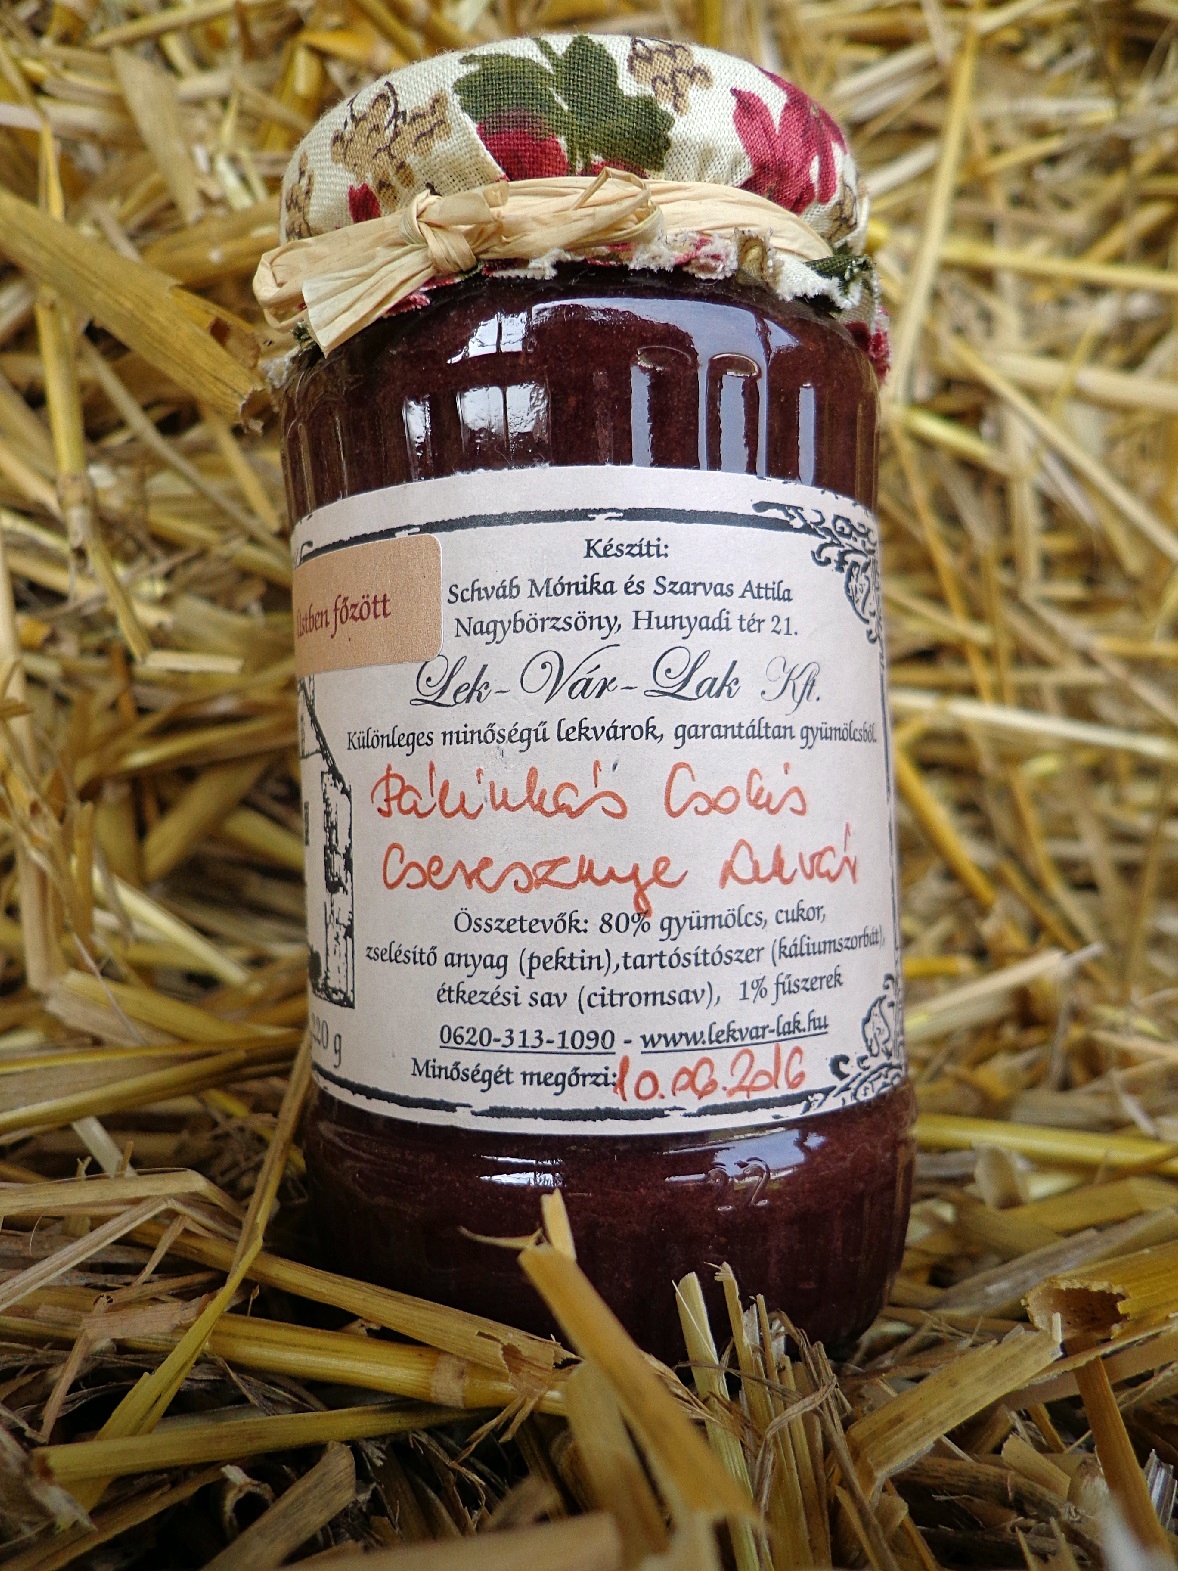 Készíti:
főzött
Schváb Mónika és Szarvas Attila
Nagybörzsöny, Hunyadi tér 21.
Lek-Vár-Lak Kft.
Különleges minőségű lekvárok, garantáltan gyümölcsből.
Pálinkás Csokis
Cseresznye Lekvár
Összetevők: 80% gyümölcs, cukor,
zselésítő anyag (pektin), tartósítószer (káliumszorbát),
étkezési sav (citromsav), 1% fűszerek
0620-313-1090 - www.lekvar-lak.hu
g
Minőségét megőrzi: 10.06.2016
22